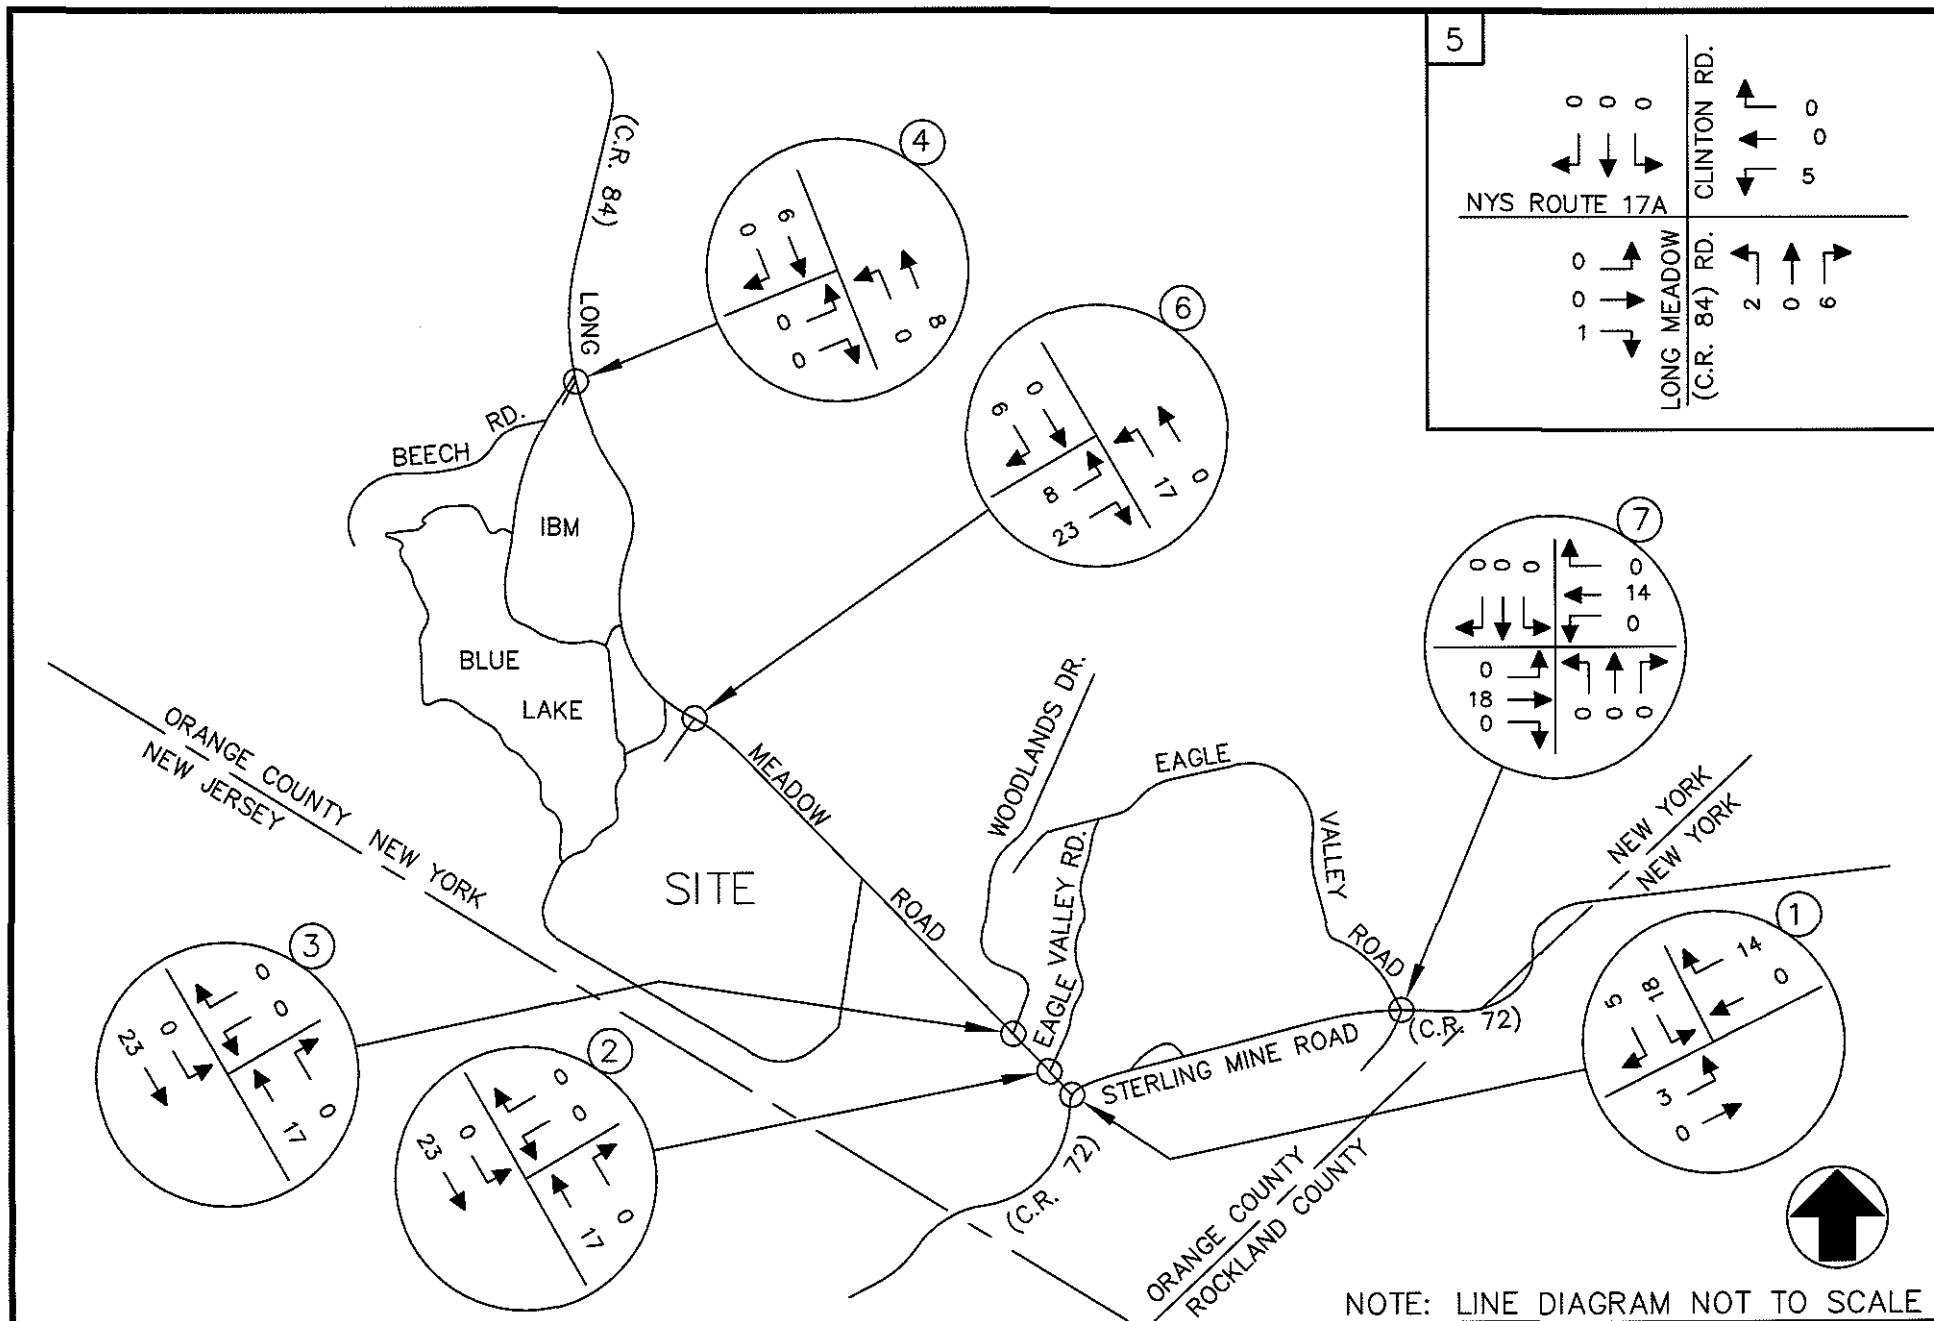 5
0 0 0
CLINTON RD.
0
0
5
NYS ROUTE 17A
0
0
1
LONG MEADOW
(C.R. 84) RD.
2 0 6
(C.R. 84)
LONG
4
0 6
0
0
0 8
6
6 0
8
23
17 0
BEECH RD.
IBM
BLUE
LAKE
7
0 0 0
0
14
0
0
18
0
0 0 0
ORANGE COUNTY NEW YORK
NEW JERSEY
MEADOW
ROAD
SITE
WOODLANDS DR.
EAGLE VALLEY RD.
EAGLE
VALLEY
ROAD
NEW YORK
NEW YORK
3
0
0
23 0
17 0
2
0
0
23 0
17 0
1
5 18
14
0
3
0
STERLING MINE ROAD
(C.R. 72)
(C.R. 72)
ORANGE COUNTY
ROCKLAND COUNTY
NOTE: LINE DIAGRAM NOT TO SCALE